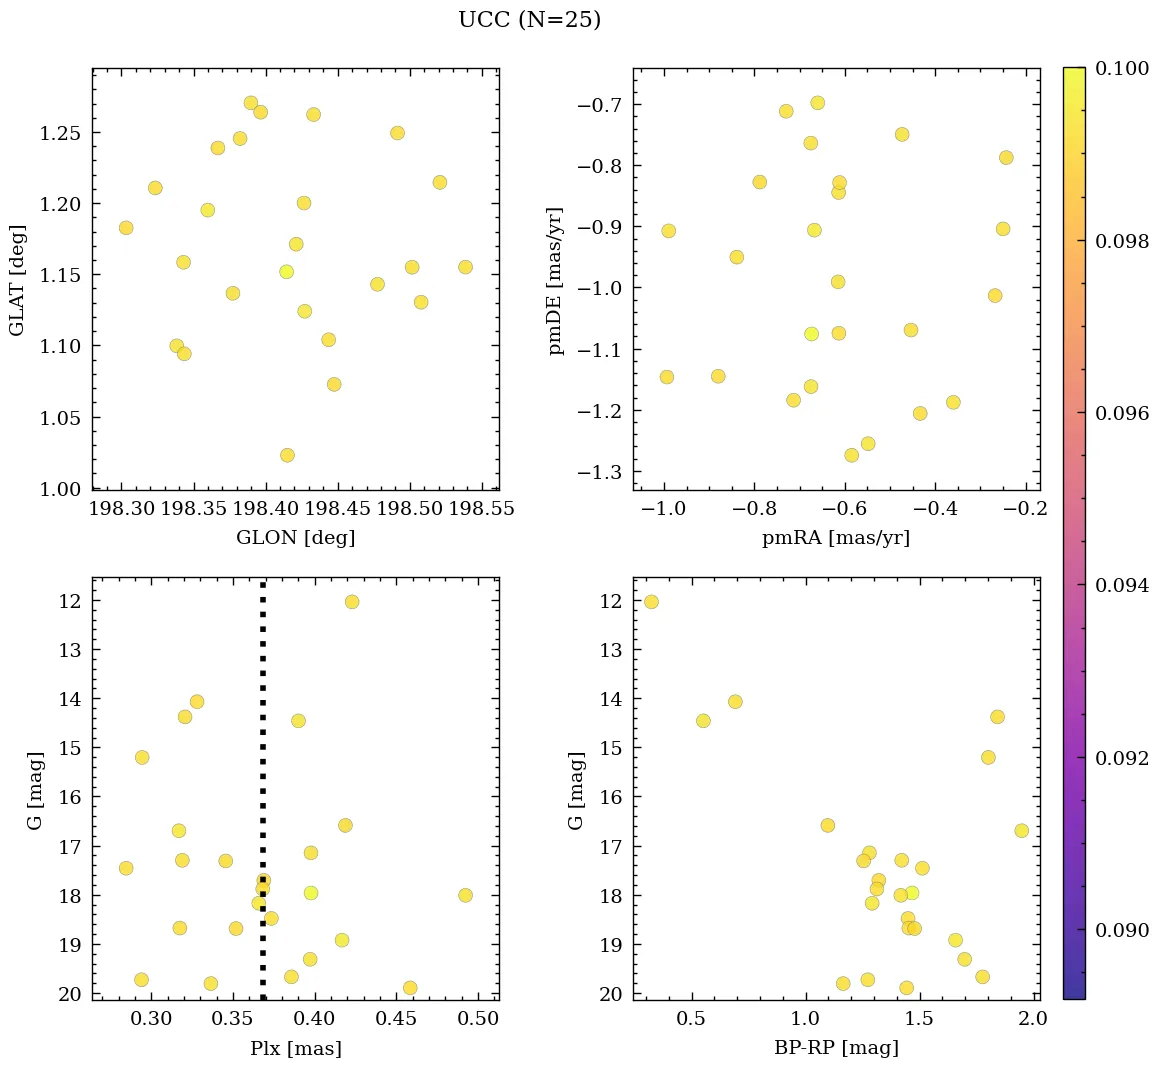 UCC (N=25)
1.25
1.20
1.15
1.10
1.05
1.00
GLAT [deg]
198.30 198.35 198.40 198.45 198.50 198.55
GLON [deg]
−0.7
−0.8
−0.9
−1.0
−1.1
−1.2
−1.3
pmDE [mas/yr]
−1.0 −0.8 −0.6 −0.4 −0.2
pmRA [mas/yr]
12
13
14
15
16
17
18
19
20
G [mag]
0.30 0.35 0.40 0.45 0.50
Plx [mas]
12
13
14
15
16
17
18
19
20
G [mag]
0.5 1.0 1.5 2.0
BP-RP [mag]
0.100
0.098
0.096
0.094
0.092
0.090